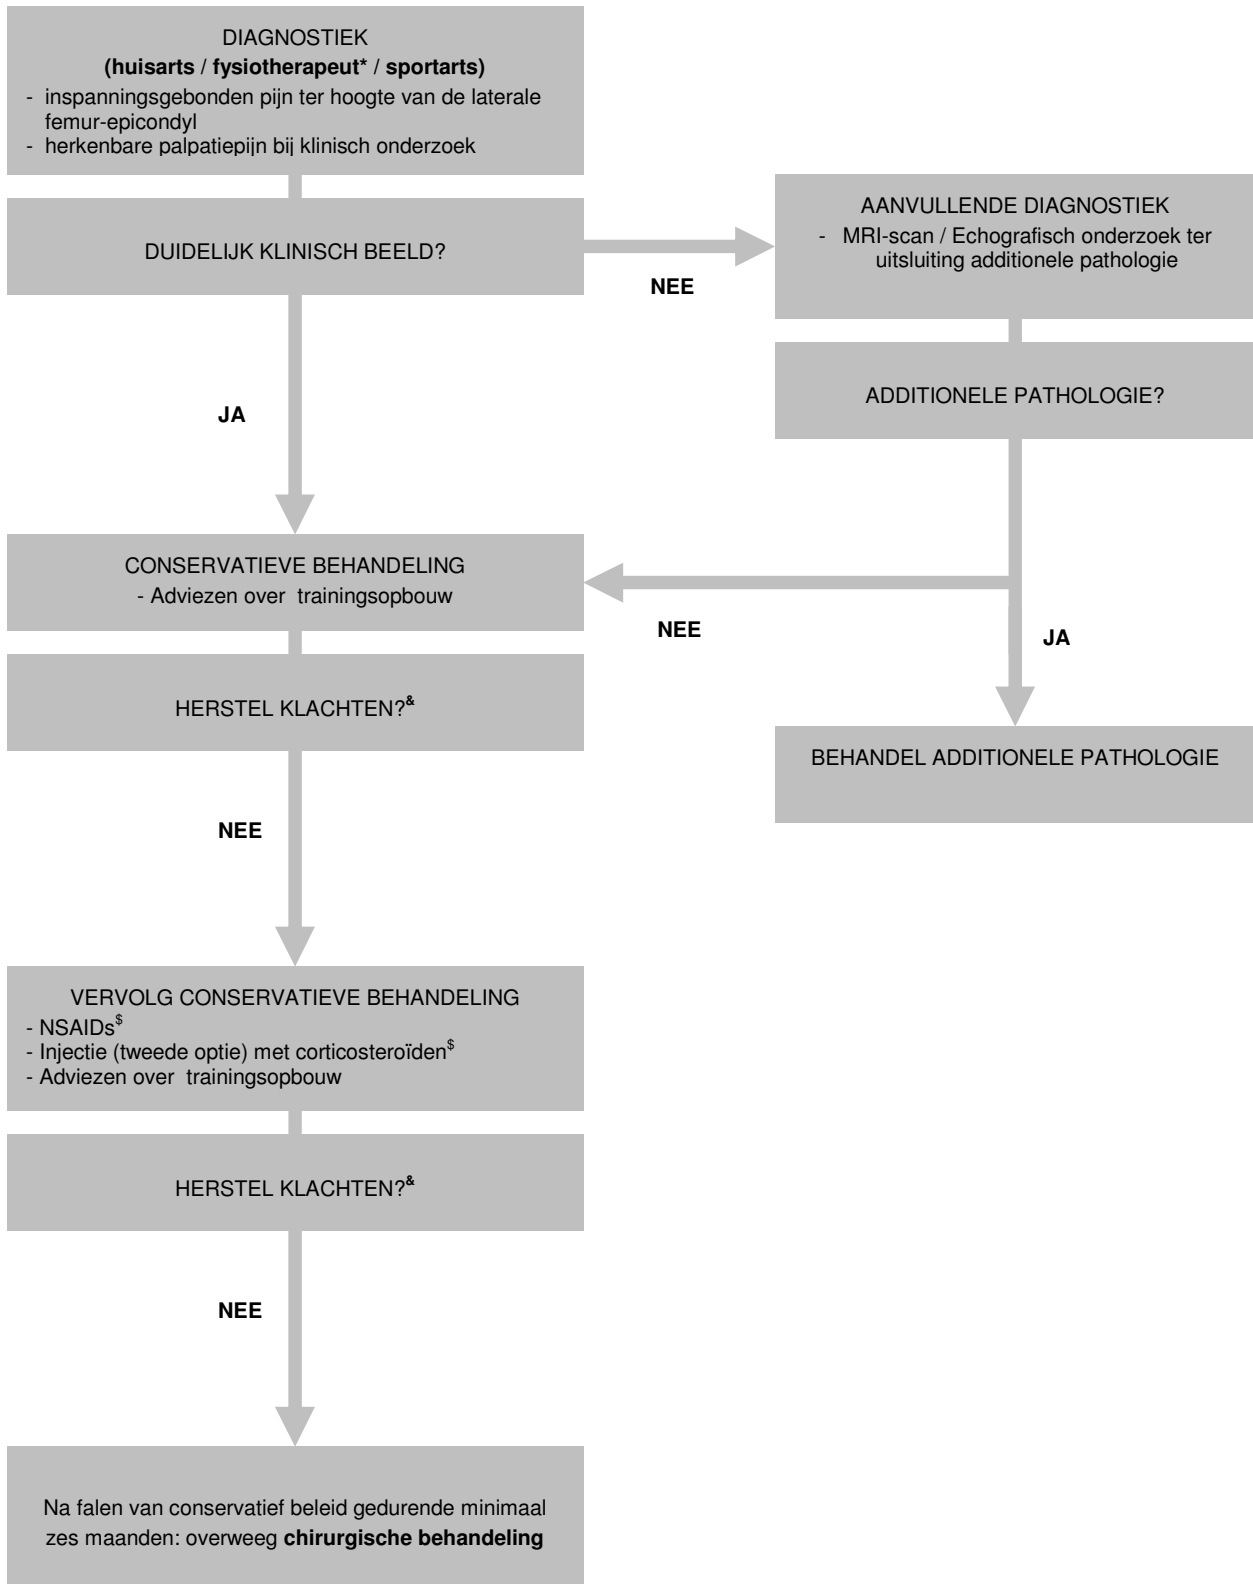 DIAGNOSTIEK
(huisarts / fysiotherapeut* / sportarts)
- inspanningsgebonden pijn ter hoogte van de laterale
femur-epicondyl
- herkenbare palpatiepijn bij klinisch onderzoek
DUIDELIJK KLINISCH BEELD?
NEE
AANVULLENDE DIAGNOSTIEK
- MRI-scan / Echografisch onderzoek ter
uitsluiting additionele pathologie
ADDITIONELE PATHOLOGIE?
JA
CONSERVATIEVE BEHANDELING
- Adviezen over trainingsopbouw
NEE
JA
HERSTEL KLACHTEN?&
BEHANDEL ADDITIONELE PATHOLOGIE
NEE
VERVOLG CONSERVATIEVE BEHANDELING
- NSAIDs$
- Injectie (tweede optie) met corticosteroïden$
- Adviezen over trainingsopbouw
HERSTEL KLACHTEN?&
NEE
Na falen van conservatief beleid gedurende minimaal
zes maanden: overweeg chirurgische behandeling